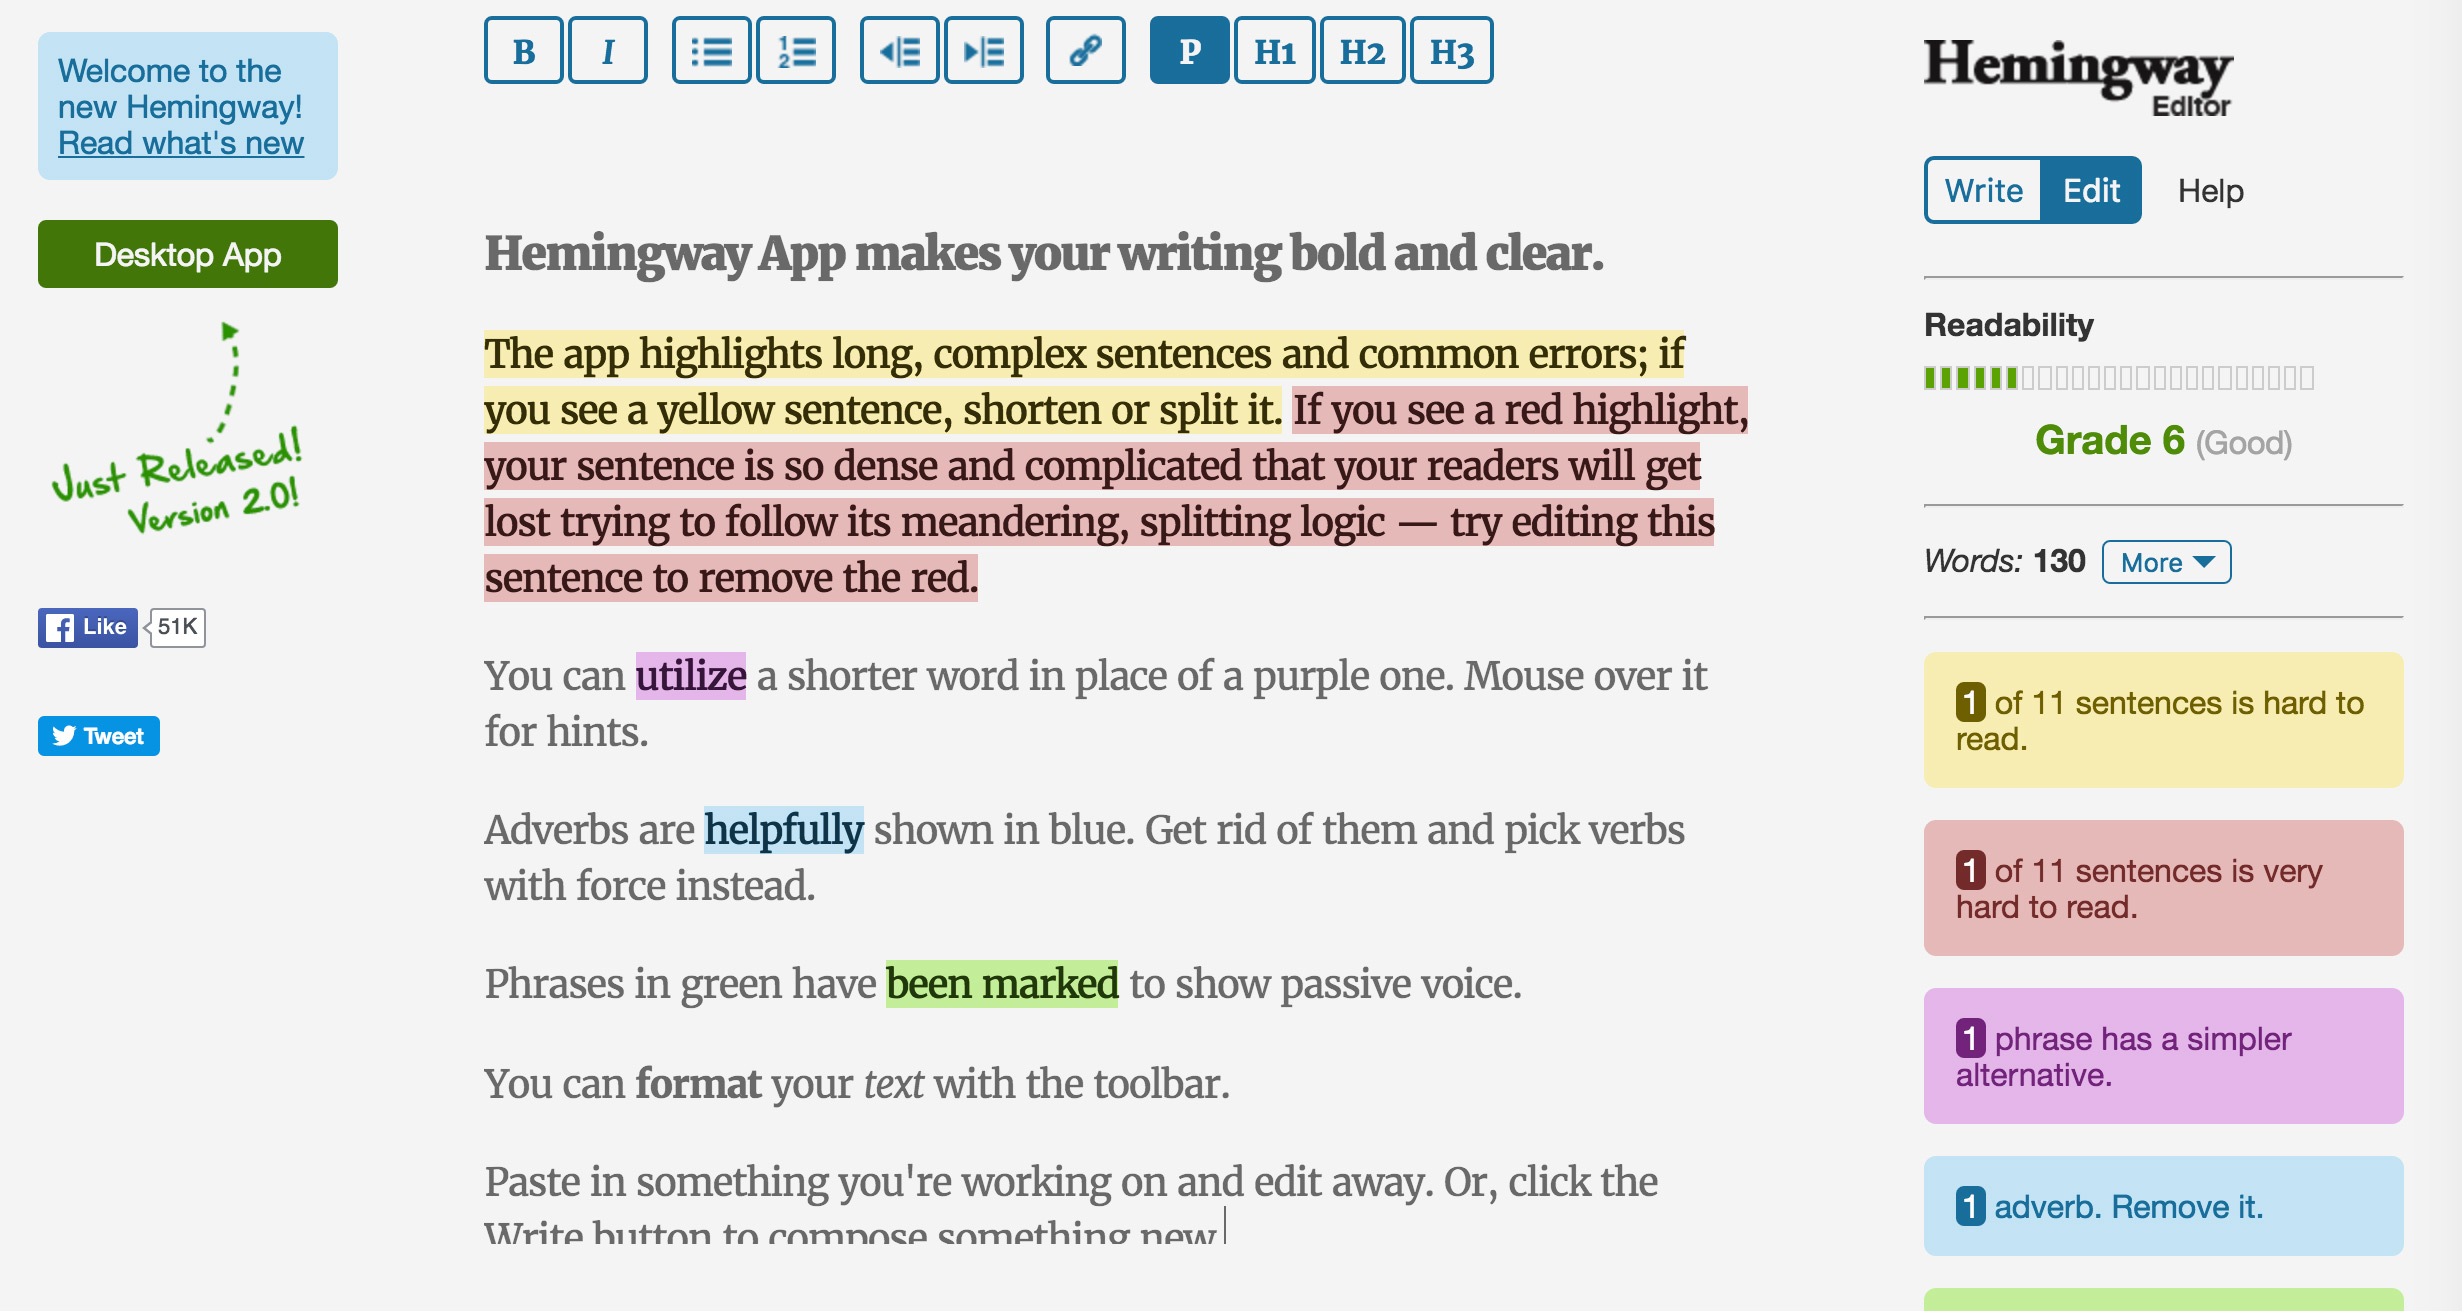 Welcome to the
new Hemingway!
Read what's new
Desktop App
Just Released!
Version 2.0!
Like
51K
Tweet
B
I
1
2
P
H1
H2
H3
Hemingway App makes your writing bold and clear.
The app highlights long, complex sentences and common errors; if
you see a yellow sentence, shorten or split it. If you see a red highlight,
your sentence is so dense and complicated that your readers will get
lost trying to follow its meandering, splitting logic — try editing this
sentence to remove the red.
You can utilize a shorter word in place of a purple one. Mouse over it
for hints.
Adverbs are helpfully shown in blue. Get rid of them and pick verbs
with force instead.
Phrases in green have been marked to show passive voice.
You can format your text with the toolbar.
Paste in something you're working on and edit away. Or, click the
Write button to compose something new.
Hemingway
Editor
Write
Edit
Help
Readability
Grade 6 (Good)
Words: 130
More
1 of 11 sentences is hard to
read.
1 of 11 sentences is very
hard to read.
1 phrase has a simpler
alternative.
1 adverb. Remove it.